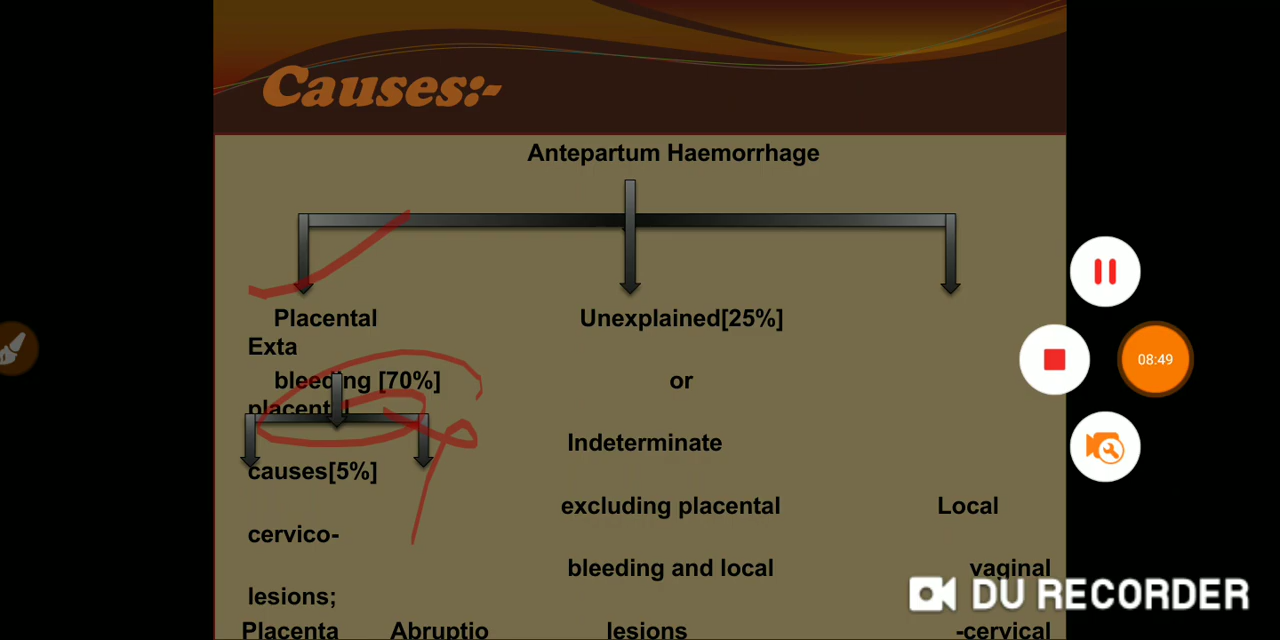 Causes:-
Antepartum Haemorrhage
Placental Unexplained[25%]
Exta
bleeding [70%] or
placental
Indeterminate
causes[5%]
excluding placental Local
cervico-
bleeding and local vaginal
lesions;
Placenta Abruptio lesions -cervical
08:49
DU RECORDER